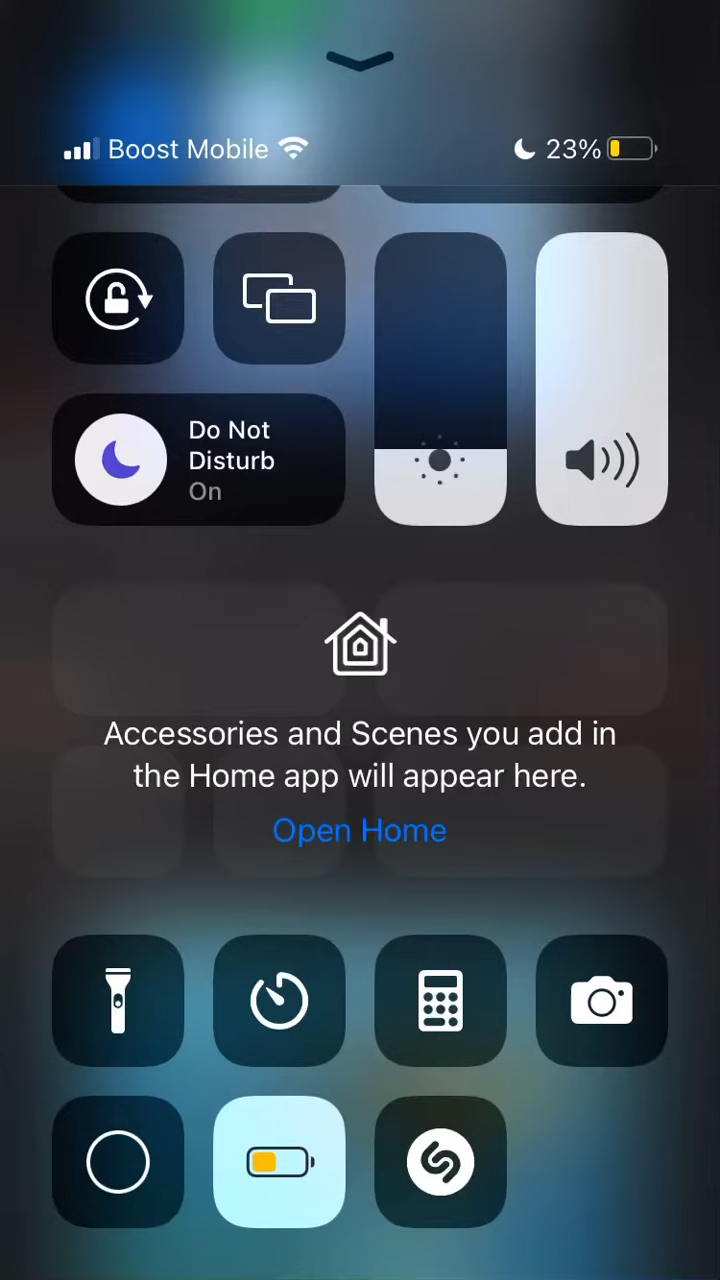 Boost Mobile 23%
Do Not
Disturb
On
Accessories and Scenes you add in
the Home app will appear here.
Open Home